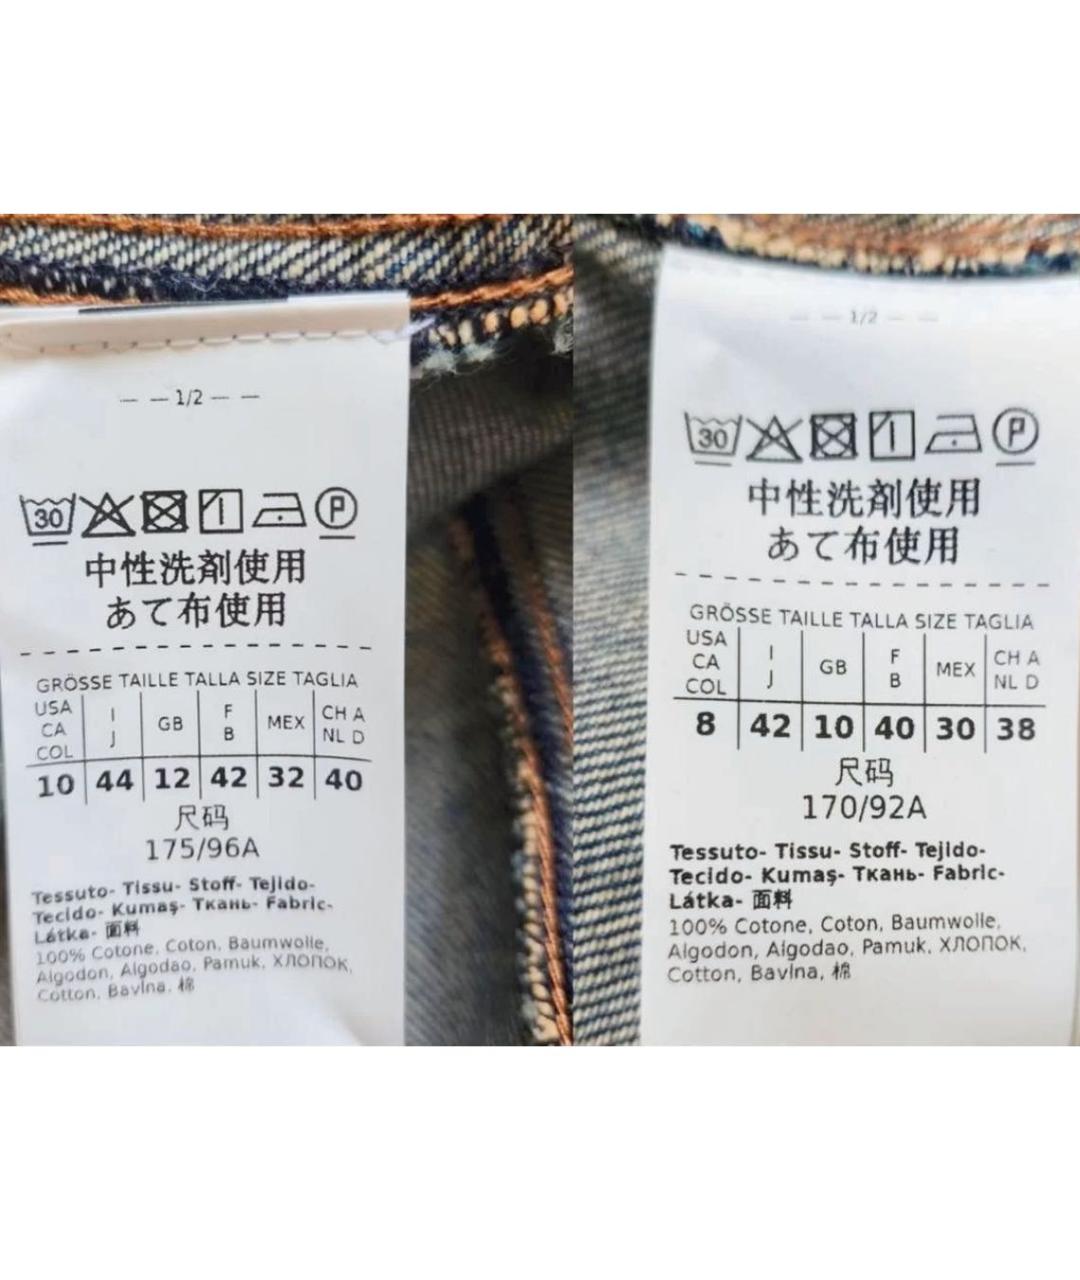 — — 1/2 — —
30 P
中性洗剤使用
あて布使用
GRÖSSE TAILLE TALLA SIZE TAGLIA
USA CA COL | I J | GB | F B | MEX | CH A NL D
10 | 44 | 12 | 42 | 32 | 40
尺码
175/96A
Tessuto- Tissu- Stoff- Tejido-
Tecido- Kumaş- Ткань- Fabric-
Látka- 面料
100% Cotone, Coton, Baumwolle,
Algodon, Algodao, Pamuk, ХЛОПОК,
Cotton, Bavlna, 棉
— — 1/2 — —
30 P
中性洗剤使用
あて布使用
GRÖSSE TAILLE TALLA SIZE TAGLIA
USA CA COL | I J | GB | F B | MEX | CH A NL D
8 | 42 | 10 | 40 | 30 | 38
尺码
170/92A
Tessuto- Tissu- Stoff- Tejido-
Tecido- Kumaş- Ткань- Fabric-
Látka- 面料
100% Cotone, Coton, Baumwolle,
Algodon, Algodao, Pamuk, ХЛОПОК,
Cotton, Bavlna, 棉